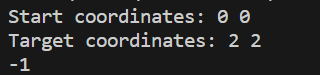 Start coordinates: 0 0
Target coordinates: 2 2
-1